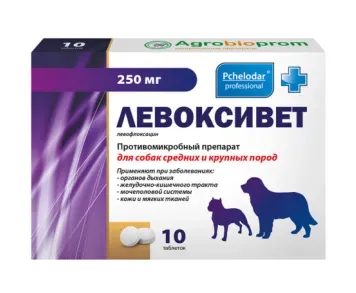 10
Agrobioprom
250 мг
Pchelodar
professional
ЛЕВОКСИВЕТ
левофлоксацин
Противомикробный препарат
для собак средних и крупных пород
Применяют при заболеваниях:
- органов дыхания
- желудочно-кишечного тракта
- мочеполовой системы
- кожи и мягких тканей
10
таблеток